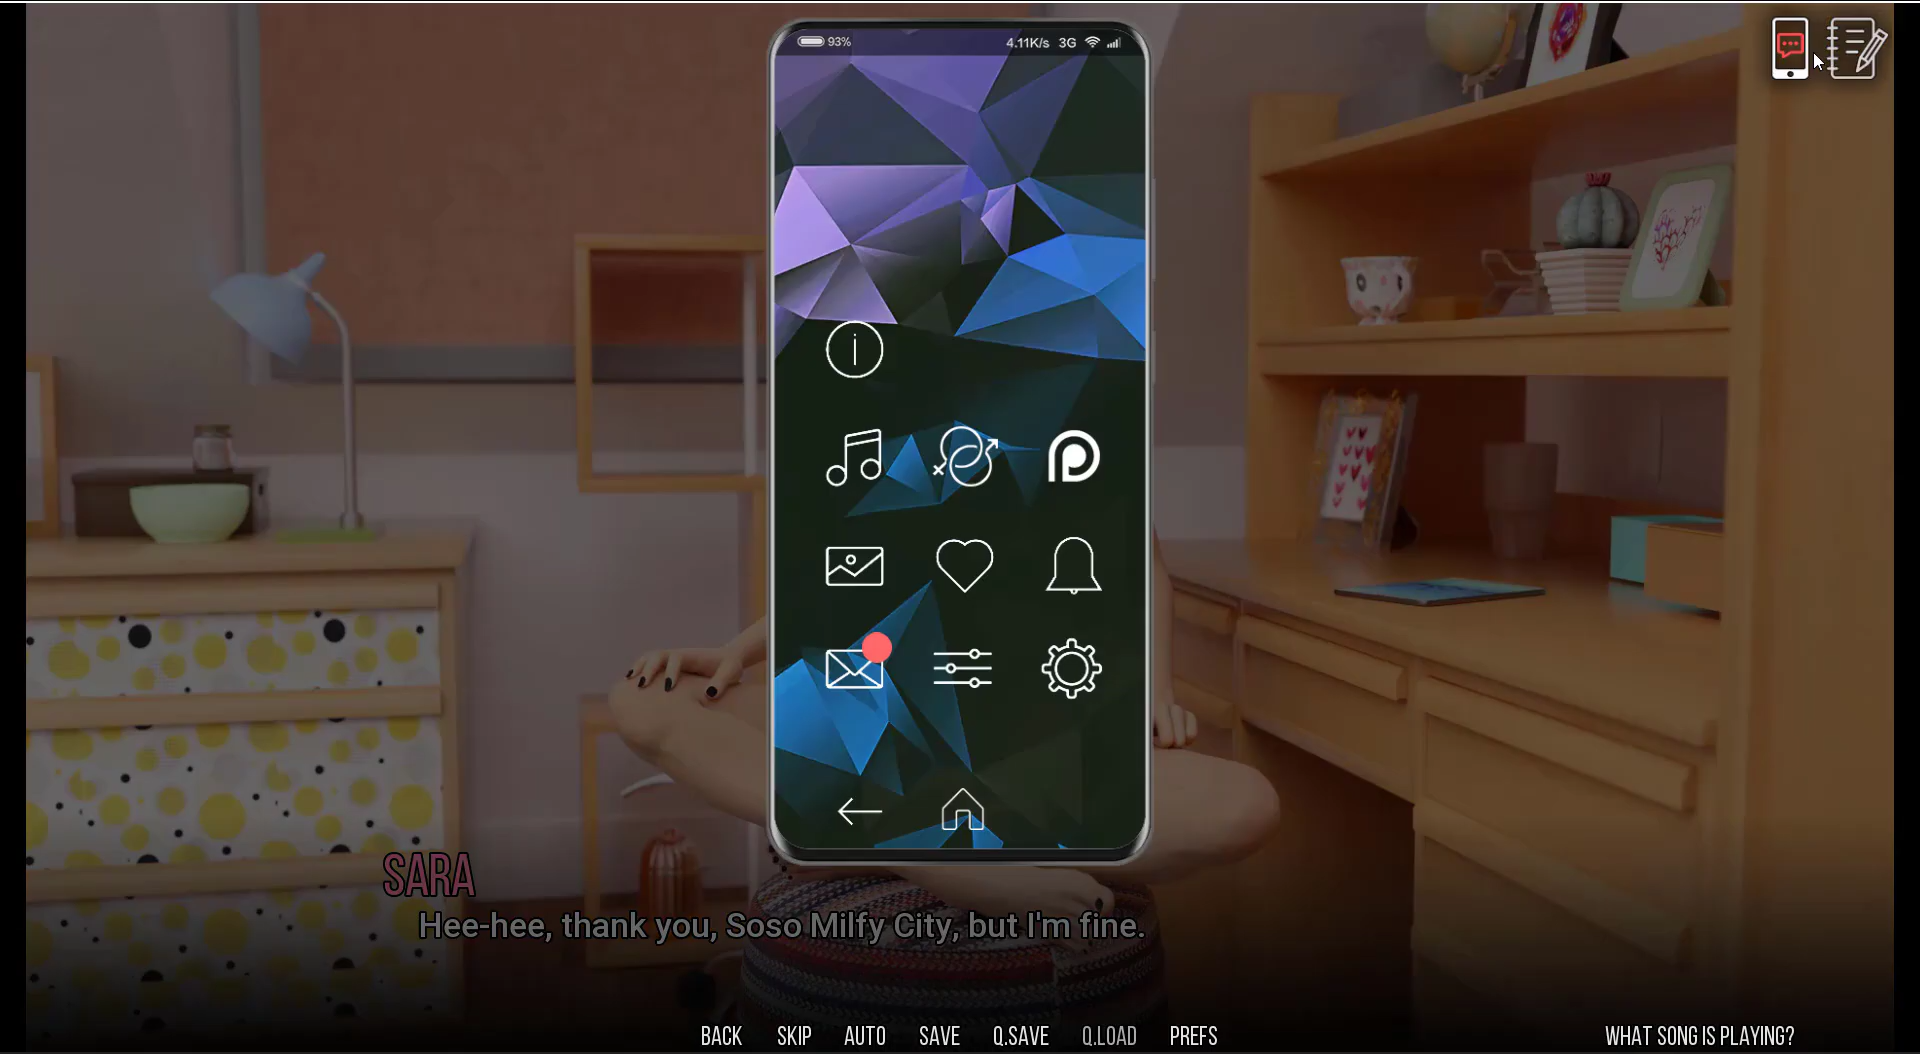 93%
4.11K/s 3G
SARA
Hee-hee, thank you, Soso Milfy City, but I'm fine.
BACK SKIP AUTO SAVE Q.SAVE Q.LOAD PREFS
WHAT SONG IS PLAYING?